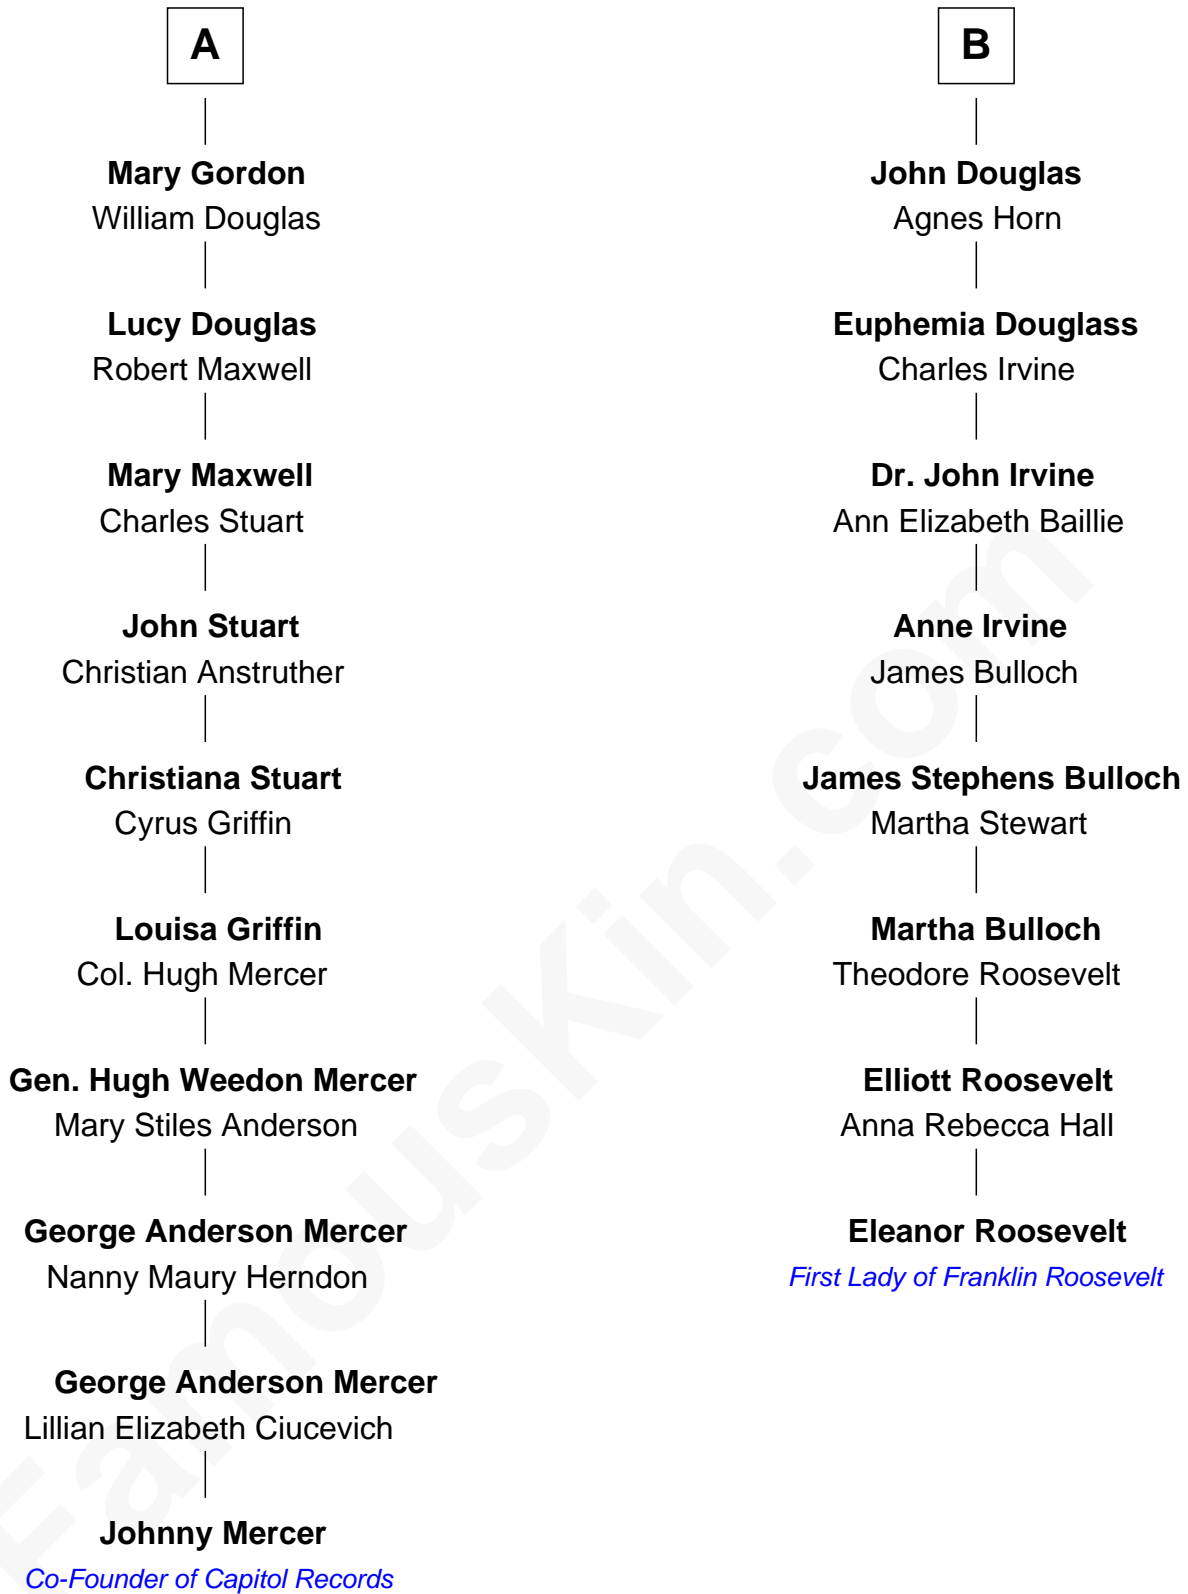 A
Mary Gordon
William Douglas
Lucy Douglas
Robert Maxwell
Mary Maxwell
Charles Stuart
John Stuart
Christian Anstruther
Christiana Stuart
Cyrus Griffin
Louisa Griffin
Col. Hugh Mercer
Gen. Hugh Weedon Mercer
Mary Stiles Anderson
George Anderson Mercer
Nanny Maury Herndon
George Anderson Mercer
Lillian Elizabeth Ciucevich
Johnny Mercer
Co-Founder of Capitol Records
B
John Douglas
Agnes Horn
Euphemia Douglass
Charles Irvine
Dr. John Irvine
Ann Elizabeth Baillie
Anne Irvine
James Bulloch
James Stephens Bulloch
Martha Stewart
Martha Bulloch
Theodore Roosevelt
Elliott Roosevelt
Anna Rebecca Hall
Eleanor Roosevelt
First Lady of Franklin Roosevelt
FamousKin.com